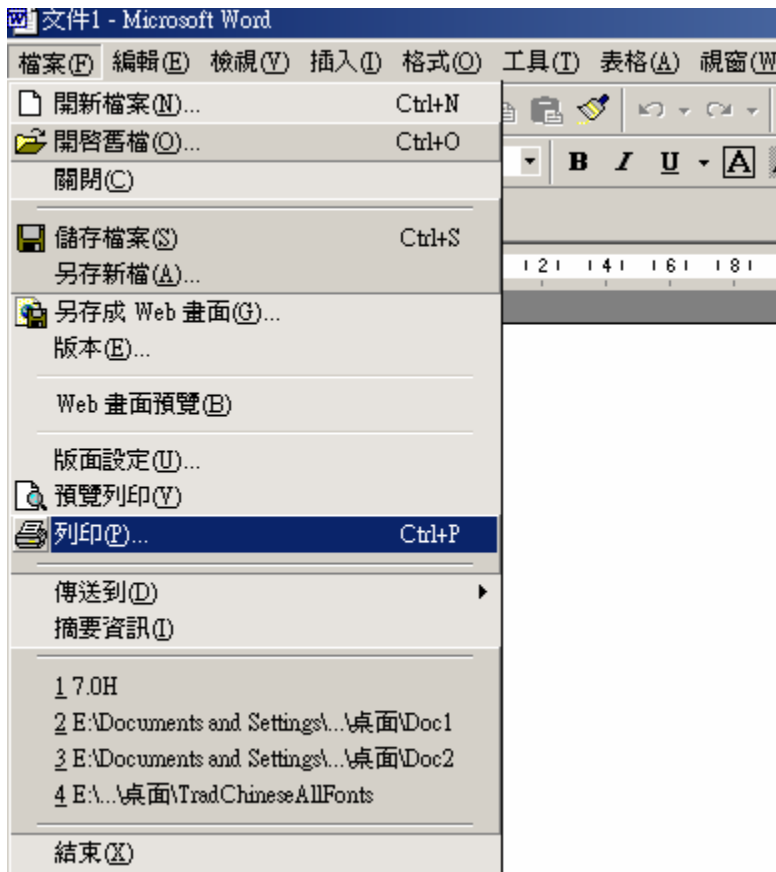 文件1 - Microsoft Word
檔案(F) 編輯(E) 檢視(V) 插入(I) 格式(O) 工具(T) 表格(A) 視窗(W
開新檔案(N)... Ctrl+N
開啓舊檔(O)... Ctrl+O
B I U A
關閉(C)
儲存檔案(S) Ctrl+S
另存新檔(A)...
2 4 6 8
另存成 Web 畫面(G)...
版本(E)...
Web 畫面預覽(B)
版面設定(U)...
預覽列印(V)
列印(P)... Ctrl+P
傳送到(D)
摘要資訊(I)
1 7.0H
2 E:\Documents and Settings\...\桌面\Doc1
3 E:\Documents and Settings\...\桌面\Doc2
4 E:\...\桌面\TradChineseAllFonts
結束(X)